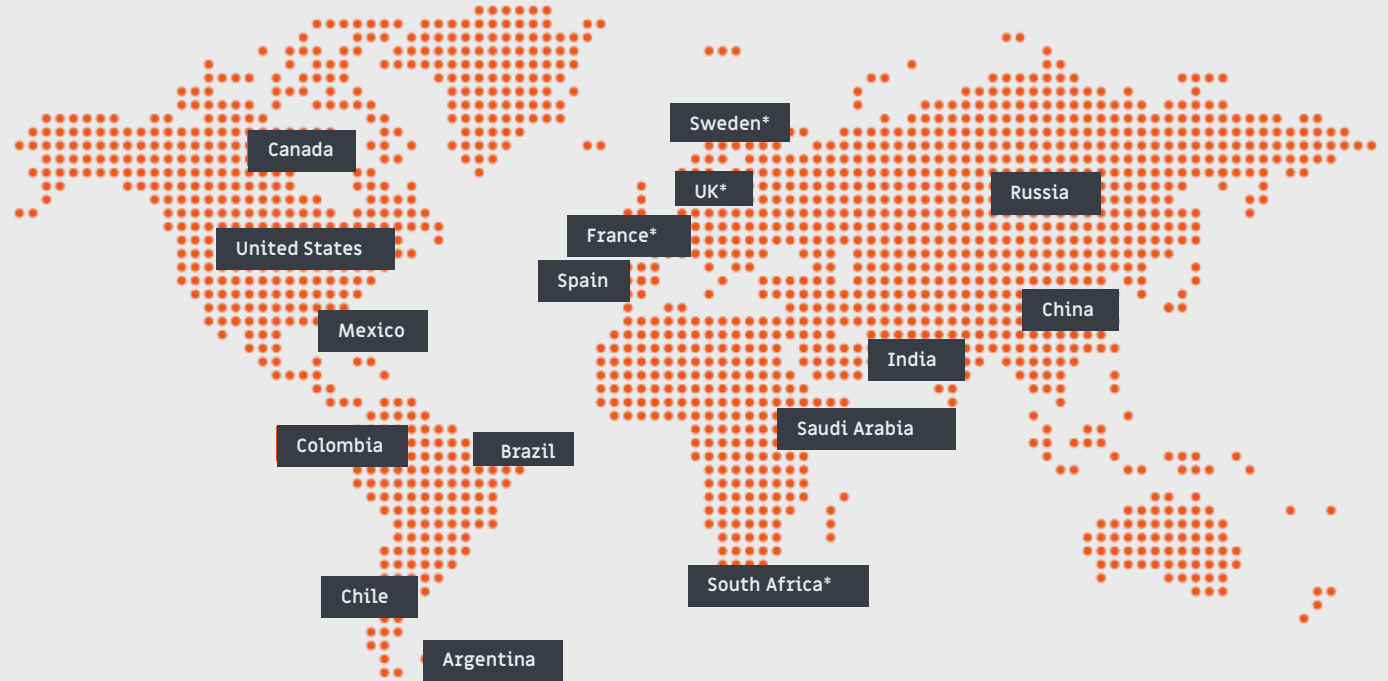 Sweden*
Canada
UK*
Russia
France*
United States
Spain
China
Mexico
India
Saudi Arabia
Colombia
Brazil
South Africa*
Chile
Argentina